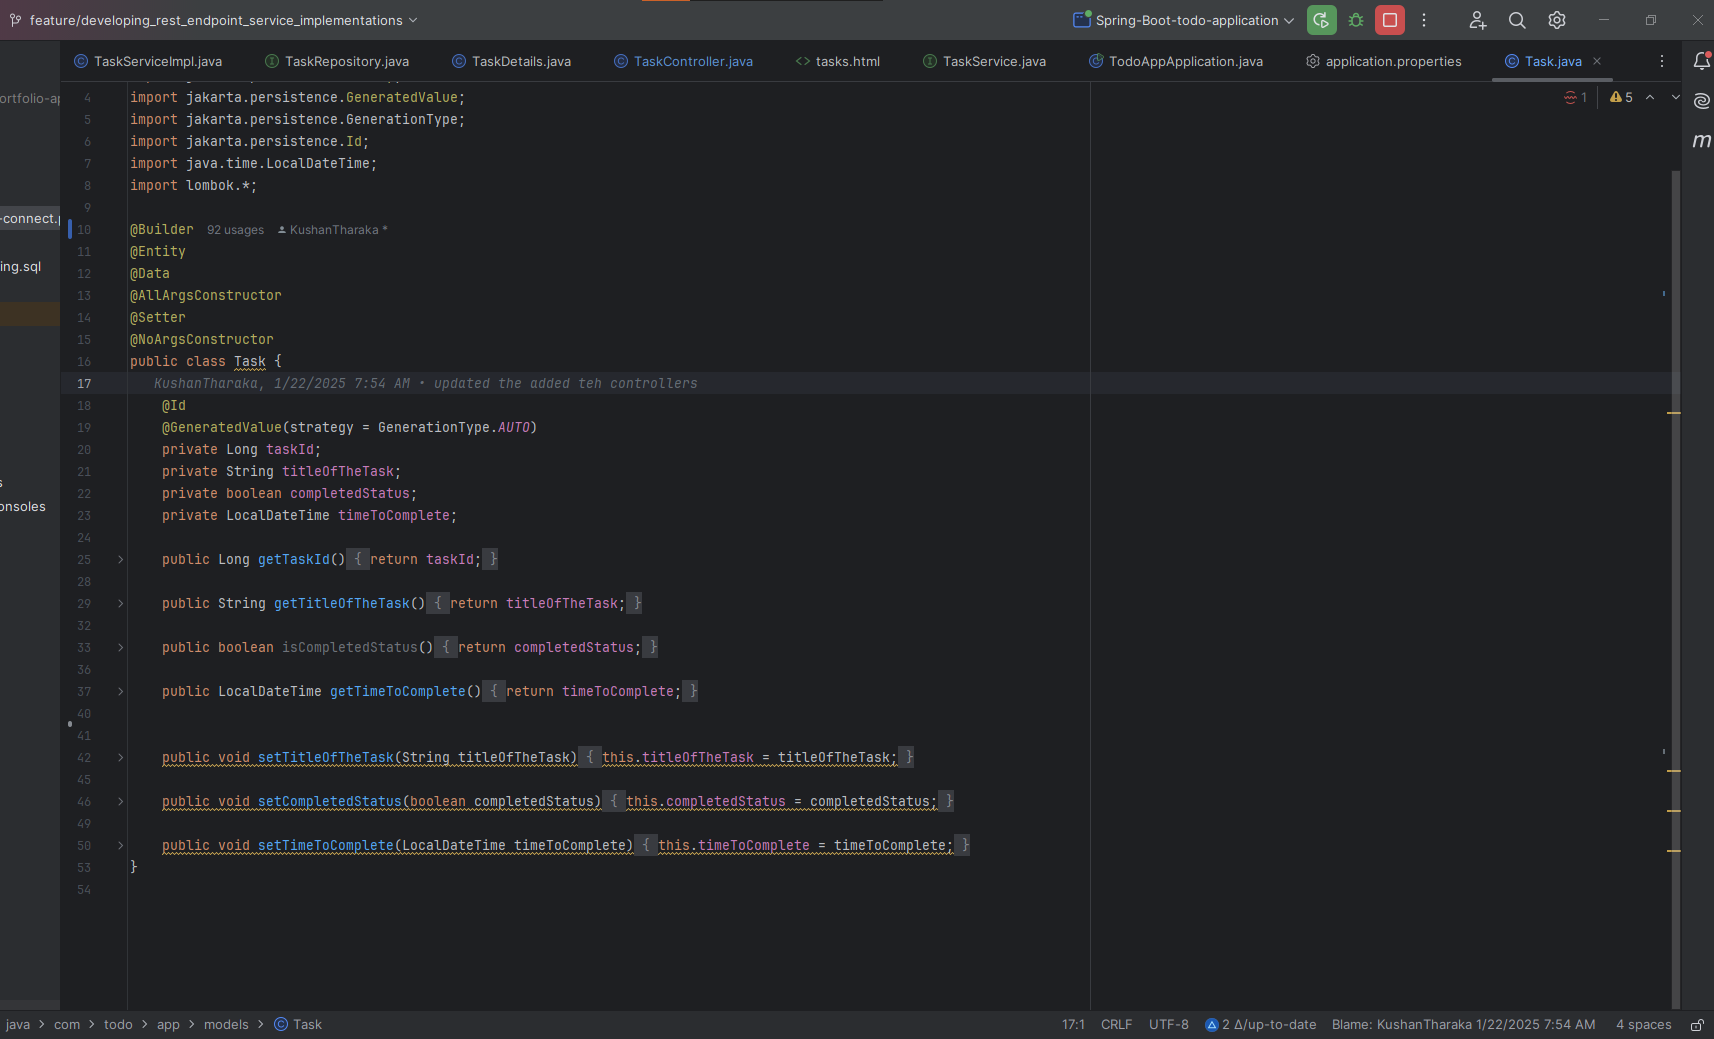 feature/developing_rest_endpoint_service_implementations
Spring-Boot-todo-application
TaskServiceImpl.java TaskRepository.java TaskDetails.java TaskController.java tasks.html TaskService.java TodoAppApplication.java application.properties Task.java
ortfolio-ap
-connect.p
ing.sql
s
onsoles
1 5
4 import jakarta.persistence.GeneratedValue;
5 import jakarta.persistence.GenerationType;
6 import jakarta.persistence.Id;
7 import java.time.LocalDateTime;
8 import lombok.*;
9
10 @Builder 92 usages KushanTharaka *
11 @Entity
12 @Data
13 @AllArgsConstructor
14 @Setter
15 @NoArgsConstructor
16 public class Task {
17 KushanTharaka, 1/22/2025 7:54 AM • updated the added teh controllers
18 @Id
19 @GeneratedValue(strategy = GenerationType.AUTO)
20 private Long taskId;
21 private String titleOfTheTask;
22 private boolean completedStatus;
23 private LocalDateTime timeToComplete;
24
25 public Long getTaskId() { return taskId; }
28
29 public String getTitleOfTheTask() { return titleOfTheTask; }
32
33 public boolean isCompletedStatus() { return completedStatus; }
36
37 public LocalDateTime getTimeToComplete() { return timeToComplete; }
40
41
42 public void setTitleOfTheTask(String titleOfTheTask) { this.titleOfTheTask = titleOfTheTask; }
45
46 public void setCompletedStatus(boolean completedStatus) { this.completedStatus = completedStatus; }
49
50 public void setTimeToComplete(LocalDateTime timeToComplete) { this.timeToComplete = timeToComplete; }
53 }
54
m
java > com > todo > app > models > Task
17:1 CRLF UTF-8 2 Δ/up-to-date Blame: KushanTharaka 1/22/2025 7:54 AM 4 spaces